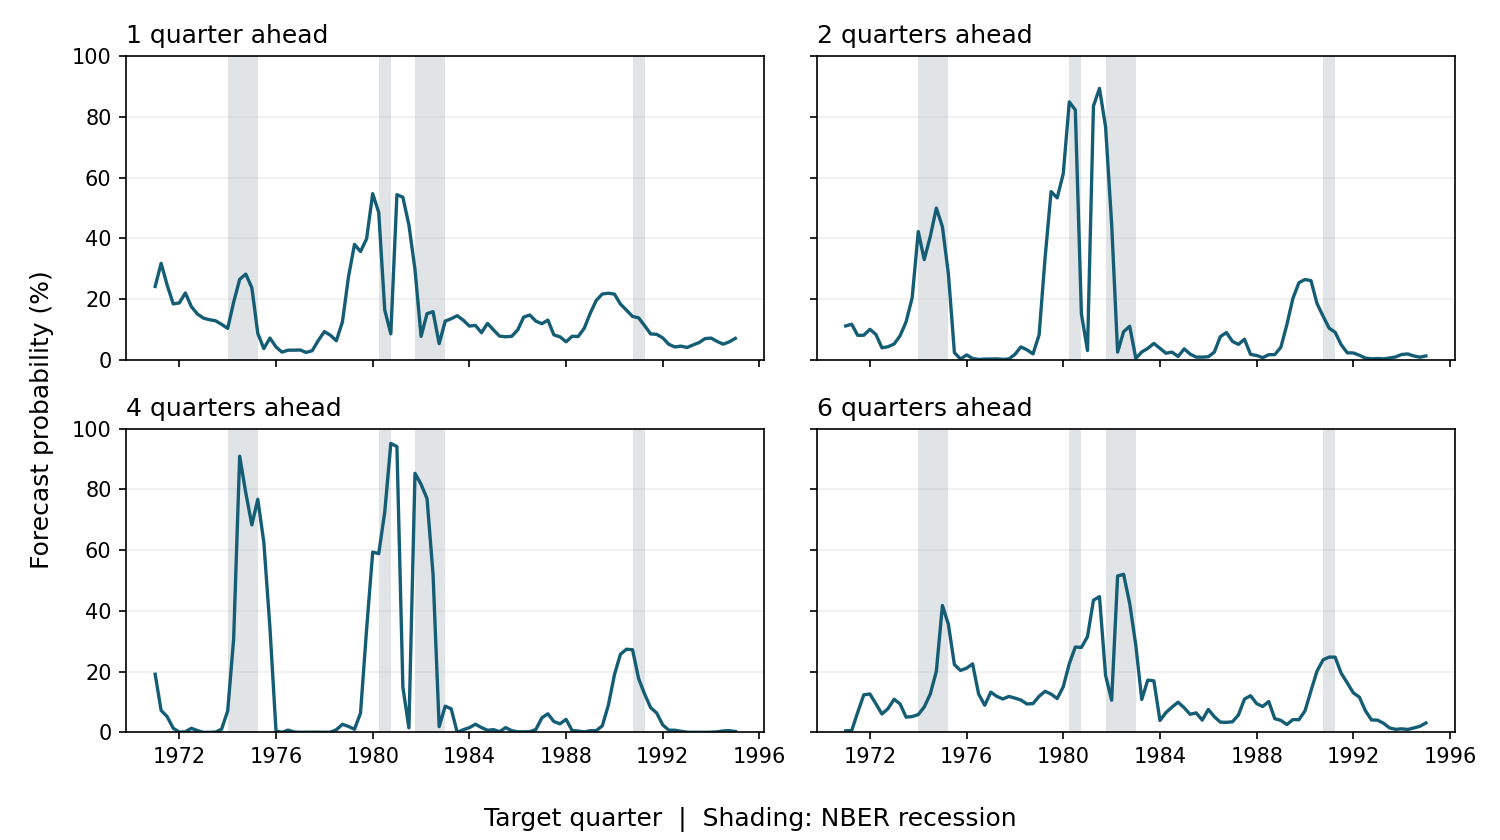 1 quarter ahead
2 quarters ahead
100
80
60
40
20
0
4 quarters ahead
6 quarters ahead
100
80
60
40
20
0
1972 1976 1980 1984 1988 1992 1996
1972 1976 1980 1984 1988 1992 1996
Forecast probability (%)
Target quarter | Shading: NBER recession